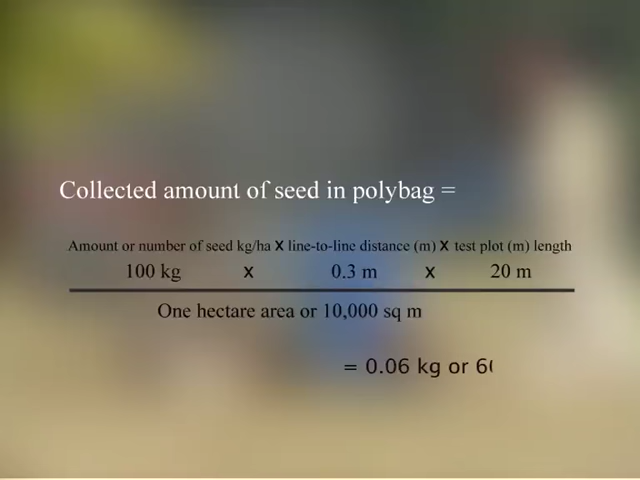 Collected amount of seed in polybag =
Amount or number of seed kg/ha X line-to-line distance (m) X test plot (m) length
100 kg x 0.3 m x 20 m
One hectare area or 10,000 sq m
= 0.06 kg or 6